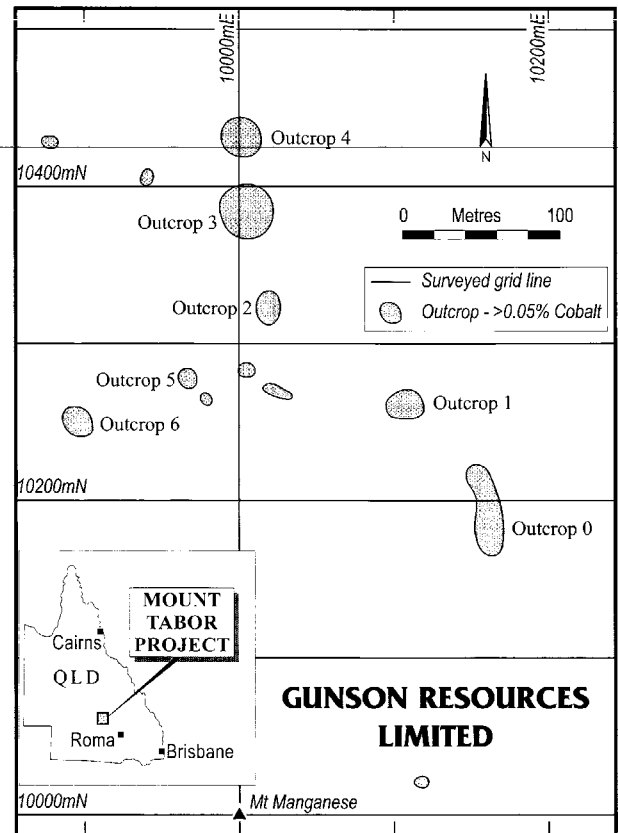 10000mE
10200mE
Outcrop 4
N
10400mN
Outcrop 3
0 Metres 100
Surveyed grid line
Outcrop - >0.05% Cobalt
Outcrop 2
Outcrop 5
Outcrop 1
Outcrop 6
10200mN
Outcrop 0
MOUNT
TABOR
PROJECT
Cairns
QLD
Roma
Brisbane
GUNSON RESOURCES
LIMITED
10000mN
Mt Manganese